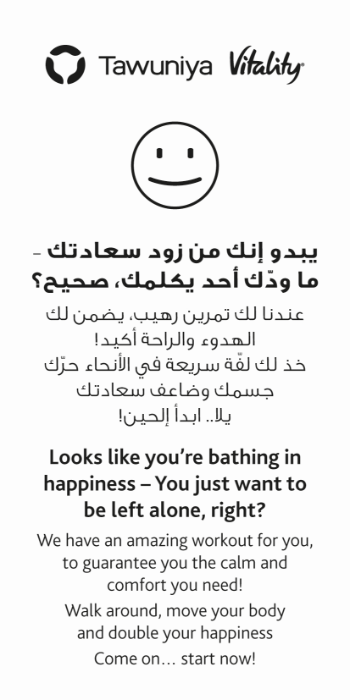 Tawuniya Vitality
يبدو إنك من زود سعادتك –
ما ودّك أحد يكلمك، صحيح؟
عندنا لك تمرين رهيب، يضمن لك
الهدوء والراحة أكيد!
خذ لك لفّة سريعة في الأنحاء حرّك
جسمك وضاعف سعادتك
يلا.. ابدأ إلحين!
Looks like you’re bathing in
happiness – You just want to
be left alone, right?
We have an amazing workout for you,
to guarantee you the calm and
comfort you need!
Walk around, move your body
and double your happiness
Come on… start now!